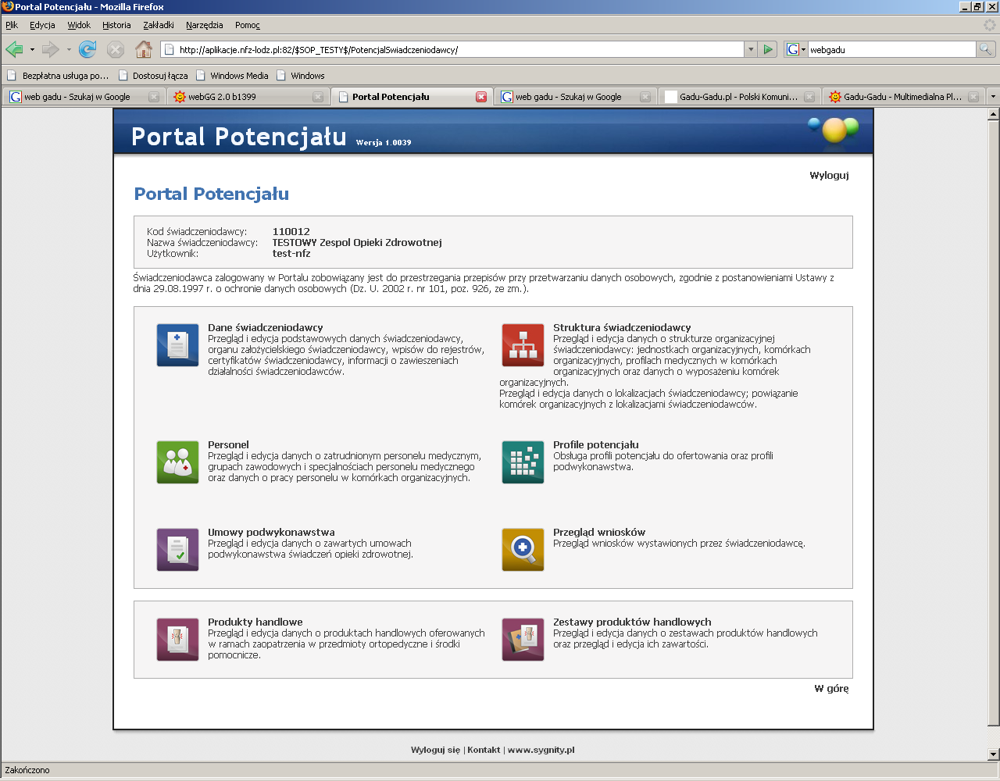 Portal Potencjału - Mozilla Firefox
Plik Edycja Widok Historia Zakładki Narzędzia Pomoc
http://aplikacje.nfz-lodz.pl:82/$SOP_TESTY$/PotencjalSwiadczeniodawcy/ G webgadu
Bezpłatna usługa po... Dostosuj łącza Windows Media Windows
web gadu - Szukaj w Google webGG 2.0 b1399 Portal Potencjału web gadu - Szukaj w Google Gadu-Gadu.pl - Polski Komuni... Gadu-Gadu - Multimedialna Pl...
Portal Potencjału Wersja 1.0039
Wyloguj
Portal Potencjału
Kod świadczeniodawcy: 110012
Nazwa świadczeniodawcy: TESTOWY Zespol Opieki Zdrowotnej
Użytkownik: test-nfz
Świadczeniodawca zalogowany w Portalu zobowiązany jest do przestrzegania przepisów przy przetwarzaniu danych osobowych, zgodnie z postanowieniami Ustawy z
dnia 29.08.1997 r. o ochronie danych osobowych (Dz. U. 2002 r. nr 101, poz. 926, ze zm.).
Dane świadczeniodawcy
Przegląd i edycja podstawowych danych świadczeniodawcy,
organu założycielskiego świadczeniodawcy, wpisów do rejestrów,
certyfikatów świadczeniodawcy, informacji o zawieszeniach
działalności świadczeniodawców.
Struktura świadczeniodawcy
Przegląd i edycja danych o strukturze organizacyjnej
świadczeniodawcy: jednostkach organizacyjnych, komórkach
organizacyjnych, profilach medycznych w komórkach
organizacyjnych oraz danych o wyposażeniu komórek
organizacyjnych.
Przegląd i edycja danych o lokalizacjach świadczeniodawcy; powiązanie
komórek organizacyjnych z lokalizacjami świadczeniodawców.
Personel
Przegląd i edycja danych o zatrudnionym personelu medycznym,
grupach zawodowych i specjalnościach personelu medycznego
oraz danych o pracy personelu w komórkach organizacyjnych.
Profile potencjału
Obsługa profili potencjału do ofertowania oraz profili
podwykonawstwa.
Umowy podwykonawstwa
Przegląd i edycja danych o zawartych umowach
podwykonawstwa świadczeń opieki zdrowotnej.
Przegląd wniosków
Przegląd wniosków wystawionych przez świadczeniodawcę.
Produkty handlowe
Przegląd i edycja danych o produktach handlowych oferowanych
w ramach zaopatrzenia w przedmioty ortopedyczne i środki
pomocnicze.
Zestawy produktów handlowych
Przegląd i edycja danych o zestawach produktów handlowych
oraz przegląd i edycja ich zawartości.
W górę
Wyloguj się | Kontakt | www.sygnity.pl
Zakończono